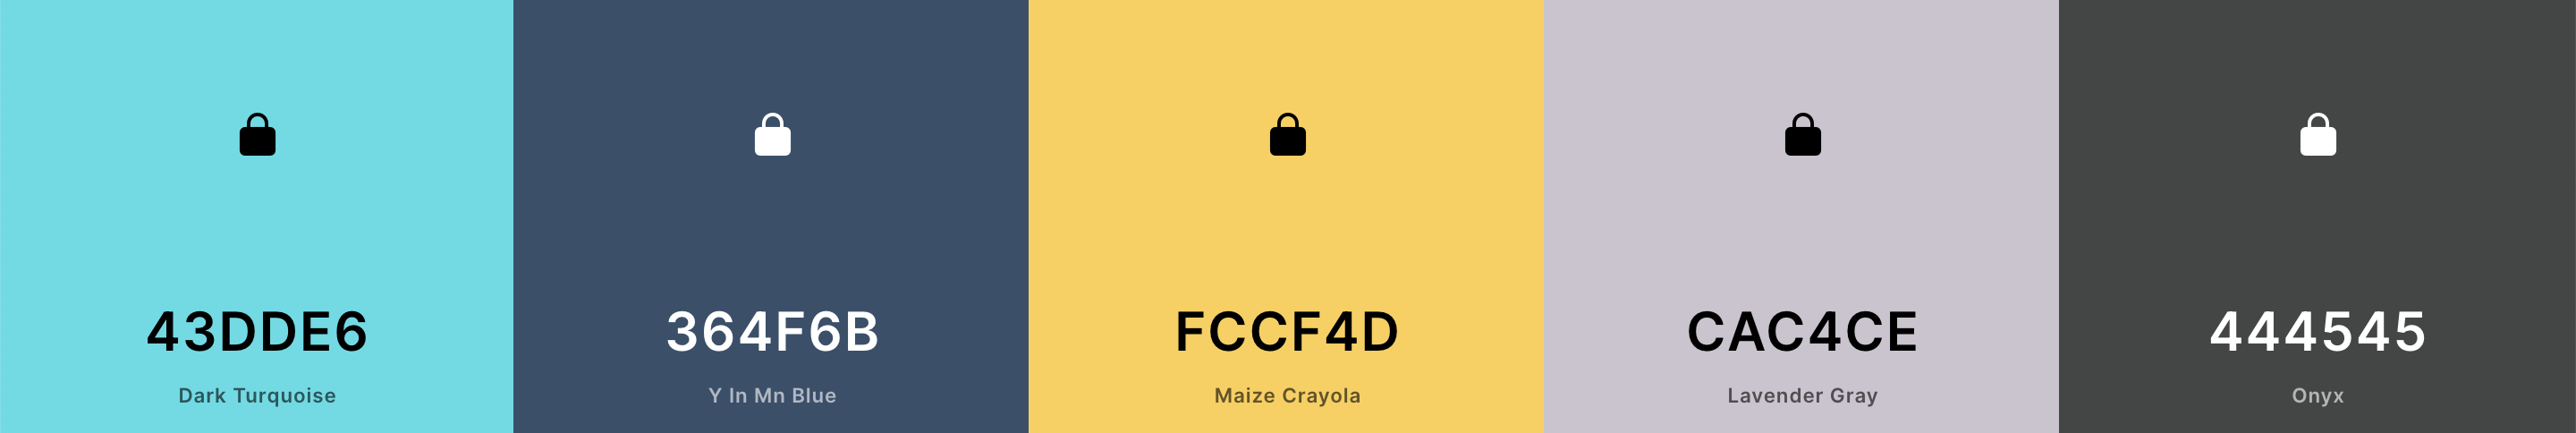 43DDE6
Dark Turquoise
364F6B
Y In Mn Blue
FCCF4D
Maize Crayola
CAC4CE
Lavender Gray
444545
Onyx